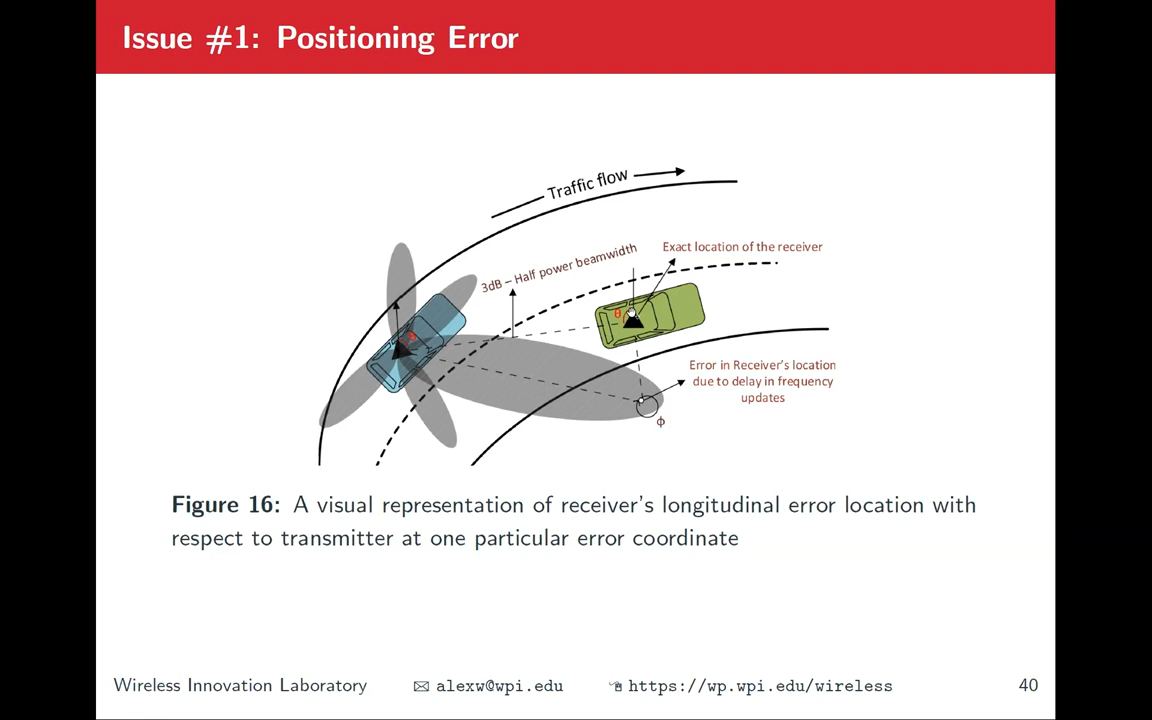 Issue #1: Positioning Error
Traffic flow
3dB – Half power beamwidth
Exact location of the receiver
θ
θ
Error in Receiver's location
due to delay in frequency
updates
ϕ
Figure 16: A visual representation of receiver's longitudinal error location with
respect to transmitter at one particular error coordinate
Wireless Innovation Laboratory alexw@wpi.edu https://wp.wpi.edu/wireless 40